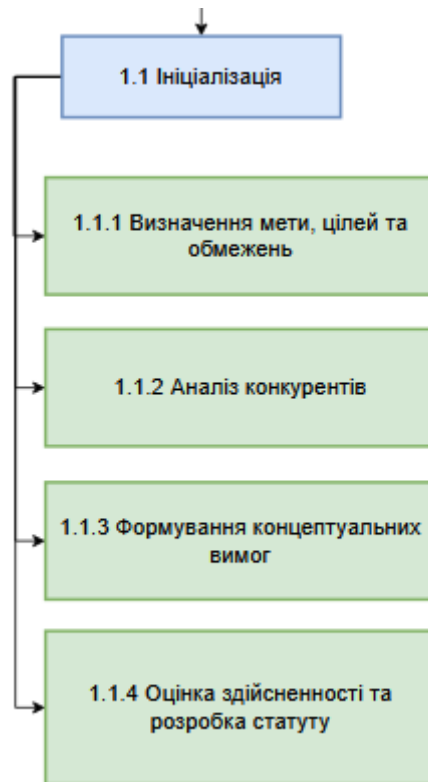 1.1 Ініціалізація
1.1.1 Визначення мети, цілей та
обмежень
1.1.2 Аналіз конкурентів
1.1.3 Формування концептуальних
вимог
1.1.4 Оцінка здійсненності та
розробка статуту